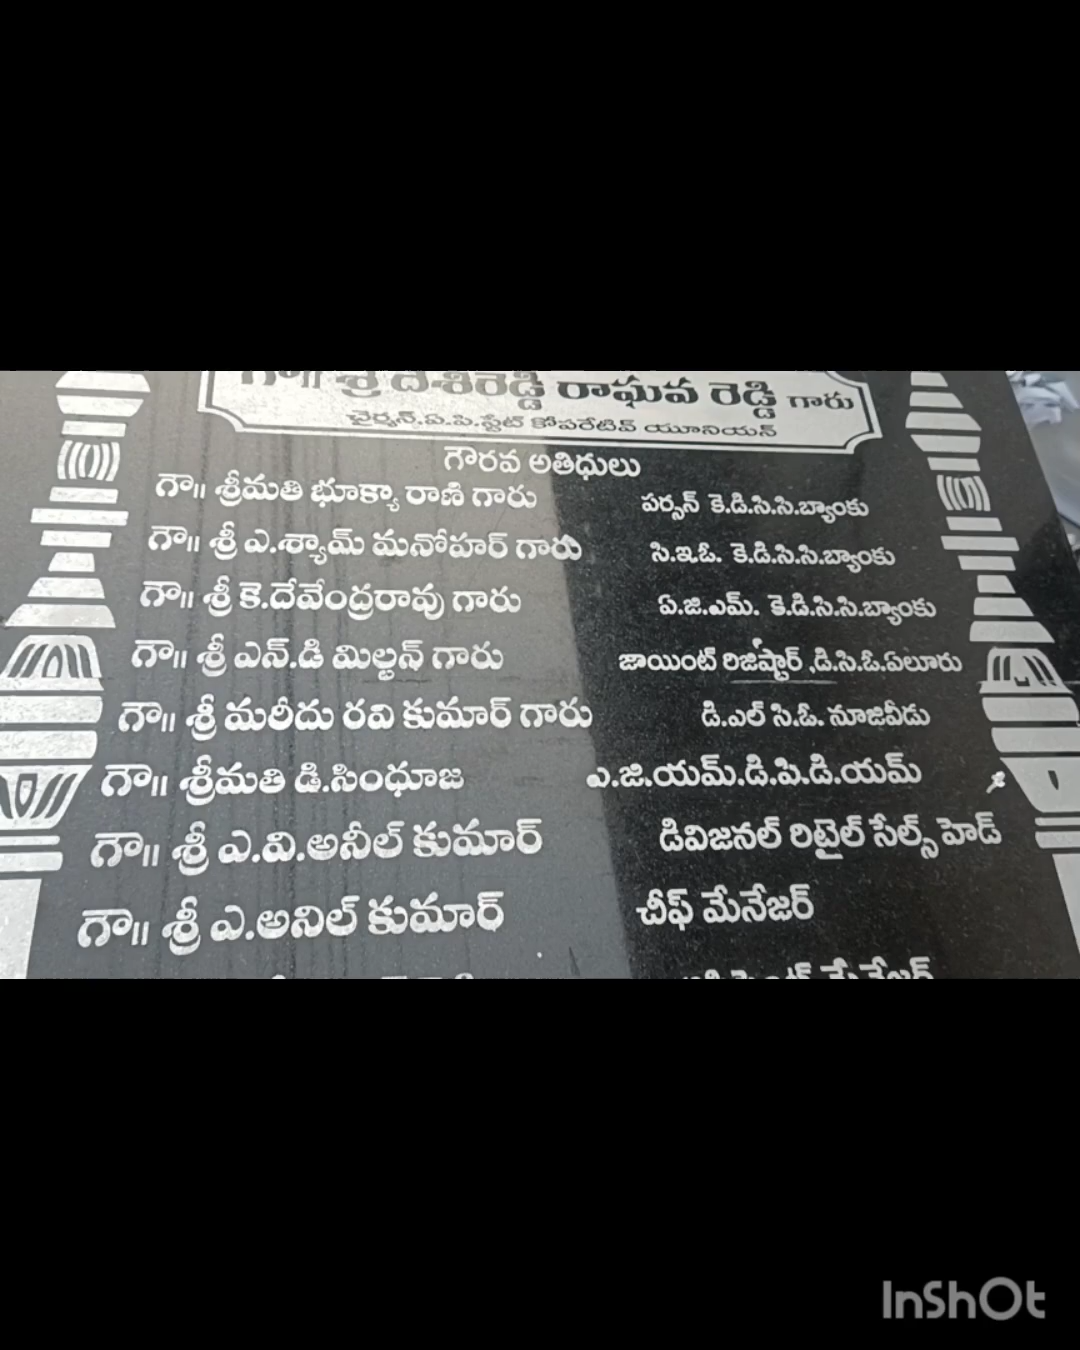 గౌ॥ శ్రీ దేశిరెడ్డి రాఘవ రెడ్డి గారు
ఛైర్మన్,ఏ.పి.స్టేట్ కోపరేటివ్ యూనియన్
గౌరవ అతిధులు
గౌ॥ శ్రీమతి భూక్యా రాణి గారు పర్సన్ కె.డి.సి.సి.బ్యాంకు
గౌ॥ శ్రీ ఎ.శ్యామ్ మనోహర్ గారు సి.ఇ.ఓ. కె.డి.సి.సి.బ్యాంకు
గౌ॥ శ్రీ కె.దేవేంద్రరావు గారు ఏ.జి.ఎమ్. కె.డి.సి.సి.బ్యాంకు
గౌ॥ శ్రీ ఎన్.డి మిల్టన్ గారు జాయింట్ రిజిష్ట్రార్ ,డి.సి.ఓ.ఏలూరు
గౌ॥ శ్రీ మలీదు రవి కుమార్ గారు డి.ఎల్ సి.ఓ. నూజివీడు
గౌ॥ శ్రీమతి డి.సింధూజ ఎ.జి.యమ్.డి.పి.డి.యమ్
గౌ॥ శ్రీ ఎ.వి.అనీల్ కుమార్ డివిజనల్ రిటైల్ సేల్స్ హెడ్
గౌ॥ శ్రీ ఎ.అనిల్ కుమార్ చీఫ్ మేనేజర్
మేనేజర్
InShOt